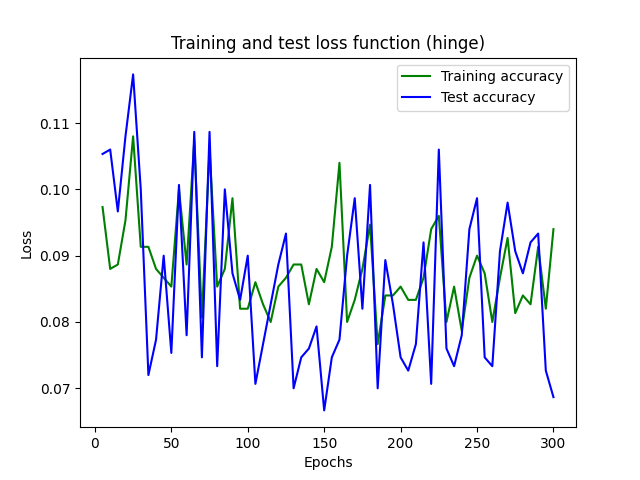 Training and test loss function (hinge)
Training accuracy
Test accuracy
0.11
0.10
0.09
0.08
0.07
Loss
0
50
100
150
200
250
300
Epochs